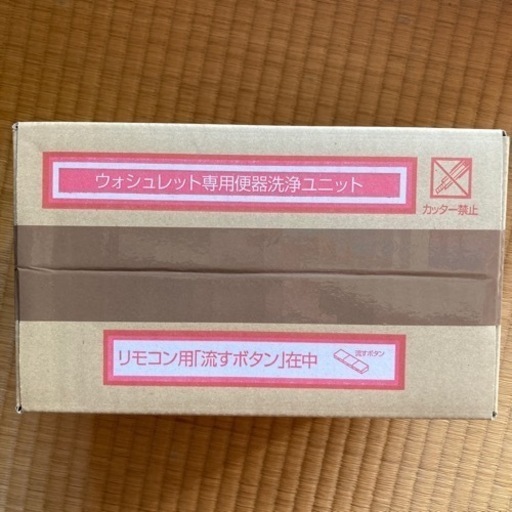 ウォシュレット専用便器洗浄ユニット
カッター禁止
リモコン用「流すボタン」在中
流すボタン